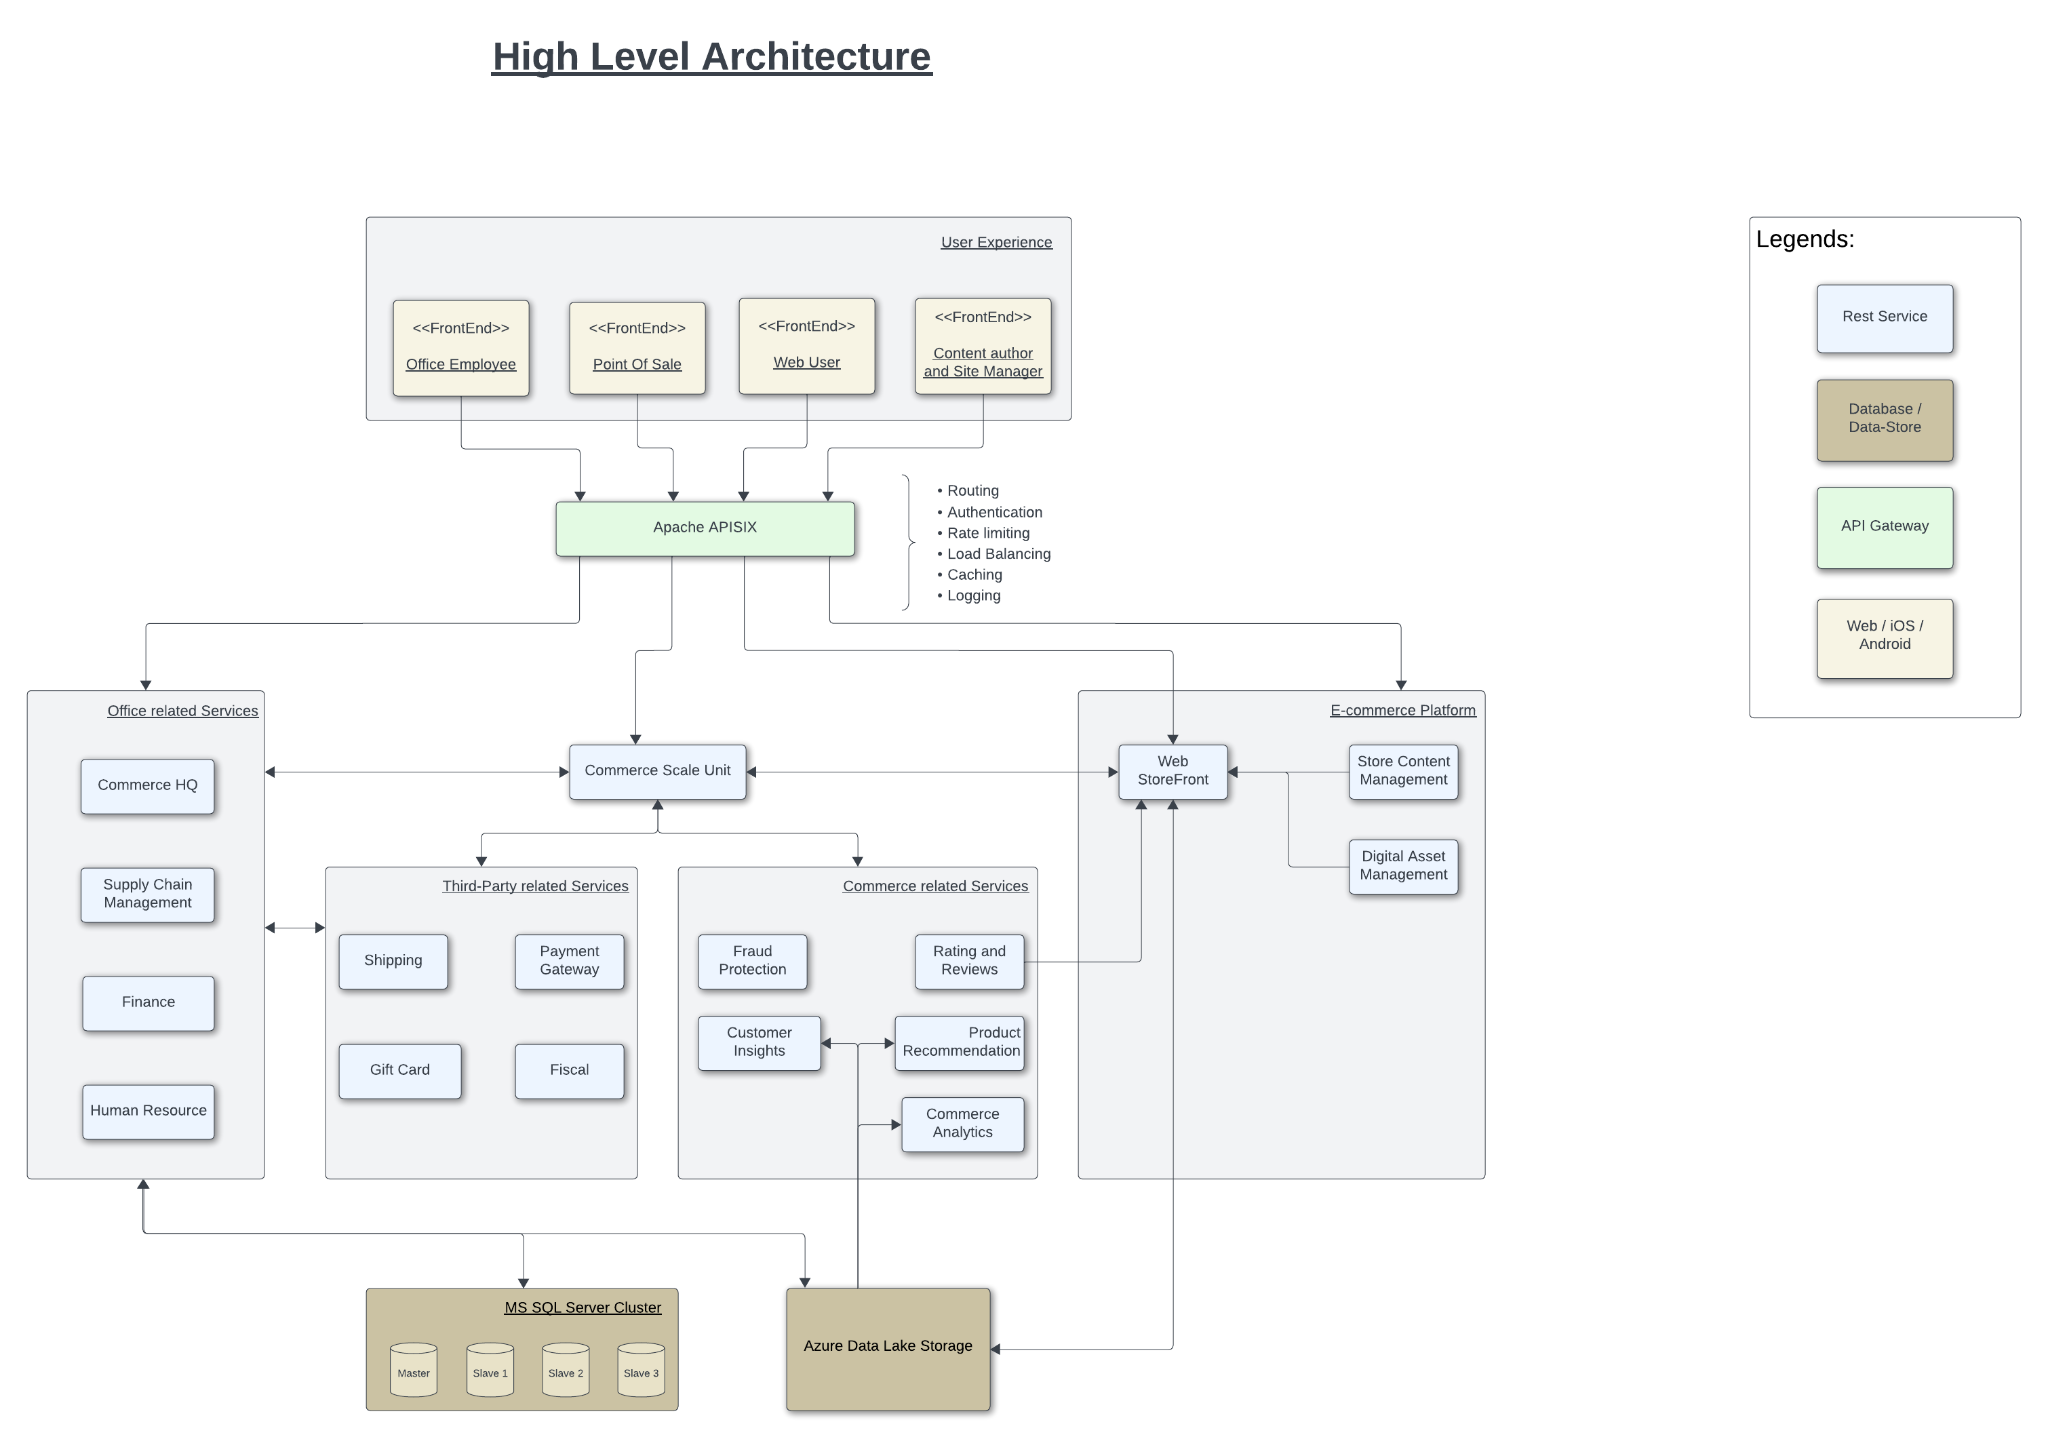 High Level Architecture
User Experience
<<FrontEnd>>
Office Employee
<<FrontEnd>>
Point Of Sale
<<FrontEnd>>
Web User
<<FrontEnd>>
Content author
and Site Manager
Apache APISIX
• Routing
• Authentication
• Rate limiting
• Load Balancing
• Caching
• Logging
Office related Services
Commerce HQ
Supply Chain
Management
Finance
Human Resource
Commerce Scale Unit
Third-Party related Services
Shipping
Payment
Gateway
Gift Card
Fiscal
Commerce related Services
Fraud
Protection
Rating and
Reviews
Customer
Insights
Product
Recommendation
Commerce
Analytics
E-commerce Platform
Web
StoreFront
Store Content
Management
Digital Asset
Management
MS SQL Server Cluster
Master
Slave 1
Slave 2
Slave 3
Azure Data Lake Storage
Legends:
Rest Service
Database /
Data-Store
API Gateway
Web / iOS /
Android